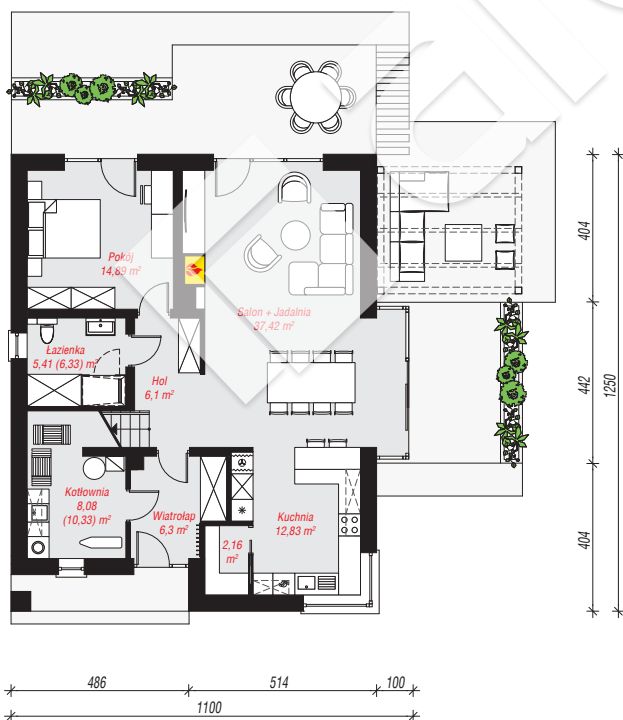 Pokój
14,89 m²
Salon + Jadalnia
37,42 m²
Łazienka
5,41 (6,33) m²
Hol
6,1 m²
Kotłownia
8,08
(10,33) m²
Wiatrołap
6,3 m²
Kuchnia
12,83 m²
2,16
m²
404
442
404
1250
486
514
100
1100